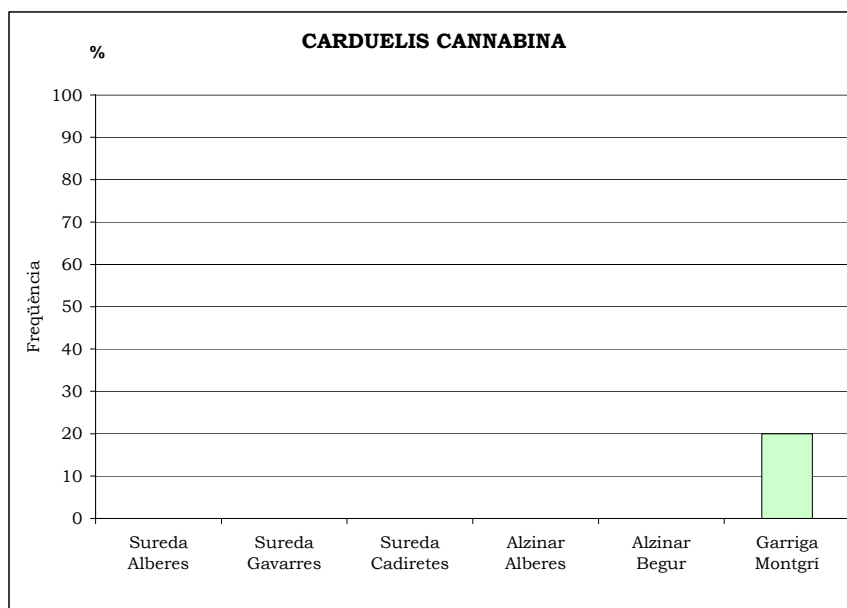 CARDUELIS CANNABINA
%
Freqüència
100
90
80
70
60
50
40
30
20
10
0
Sureda
Alberes
Sureda
Gavarres
Sureda
Cadiretes
Alzinar
Alberes
Alzinar
Begur
Garriga
Montgrí